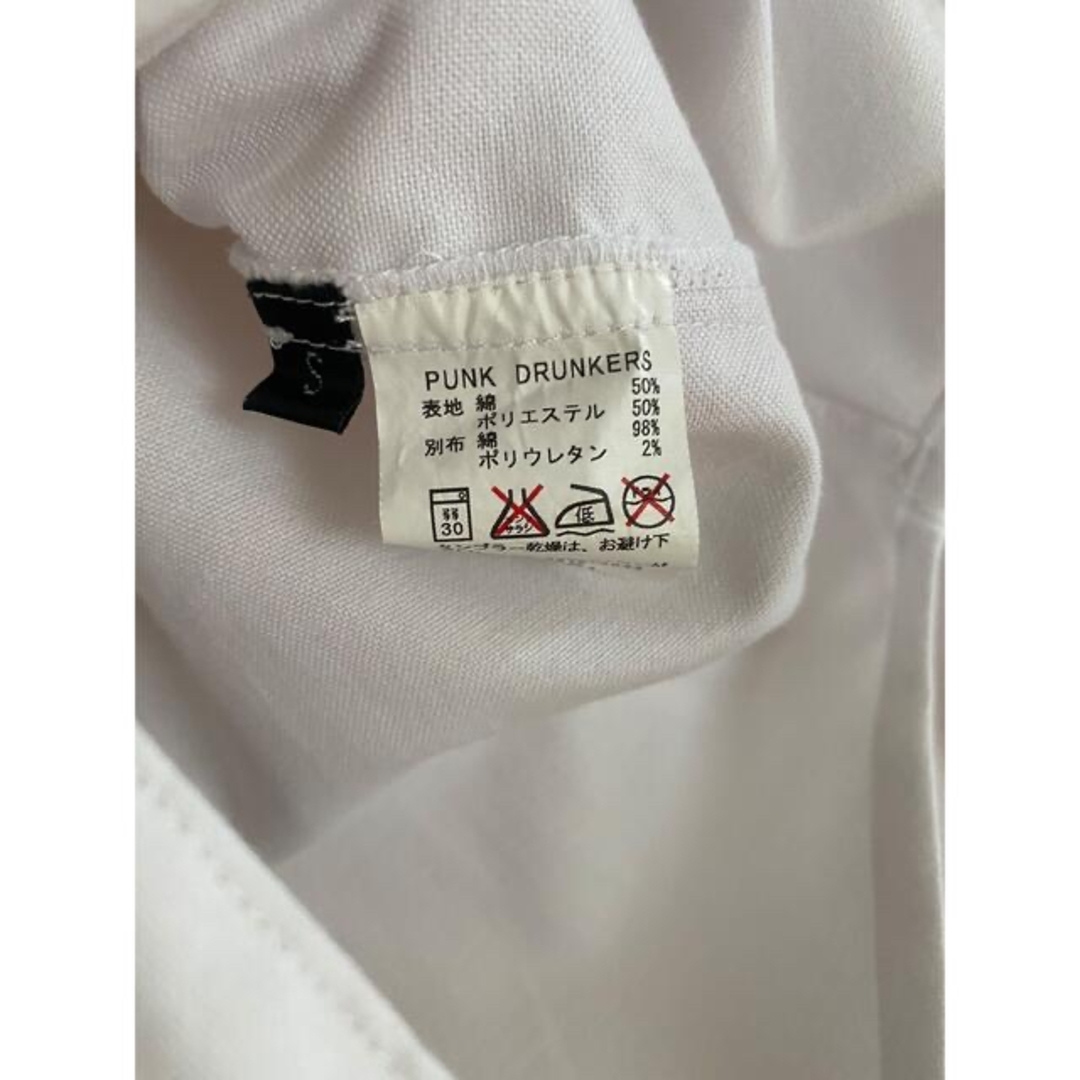 S
PUNK DRUNKERS
表地 綿 50%
ポリエステル 50%
別布 綿 98%
ポリウレタン 2%
30 低
タンブラー乾燥は、お避け下